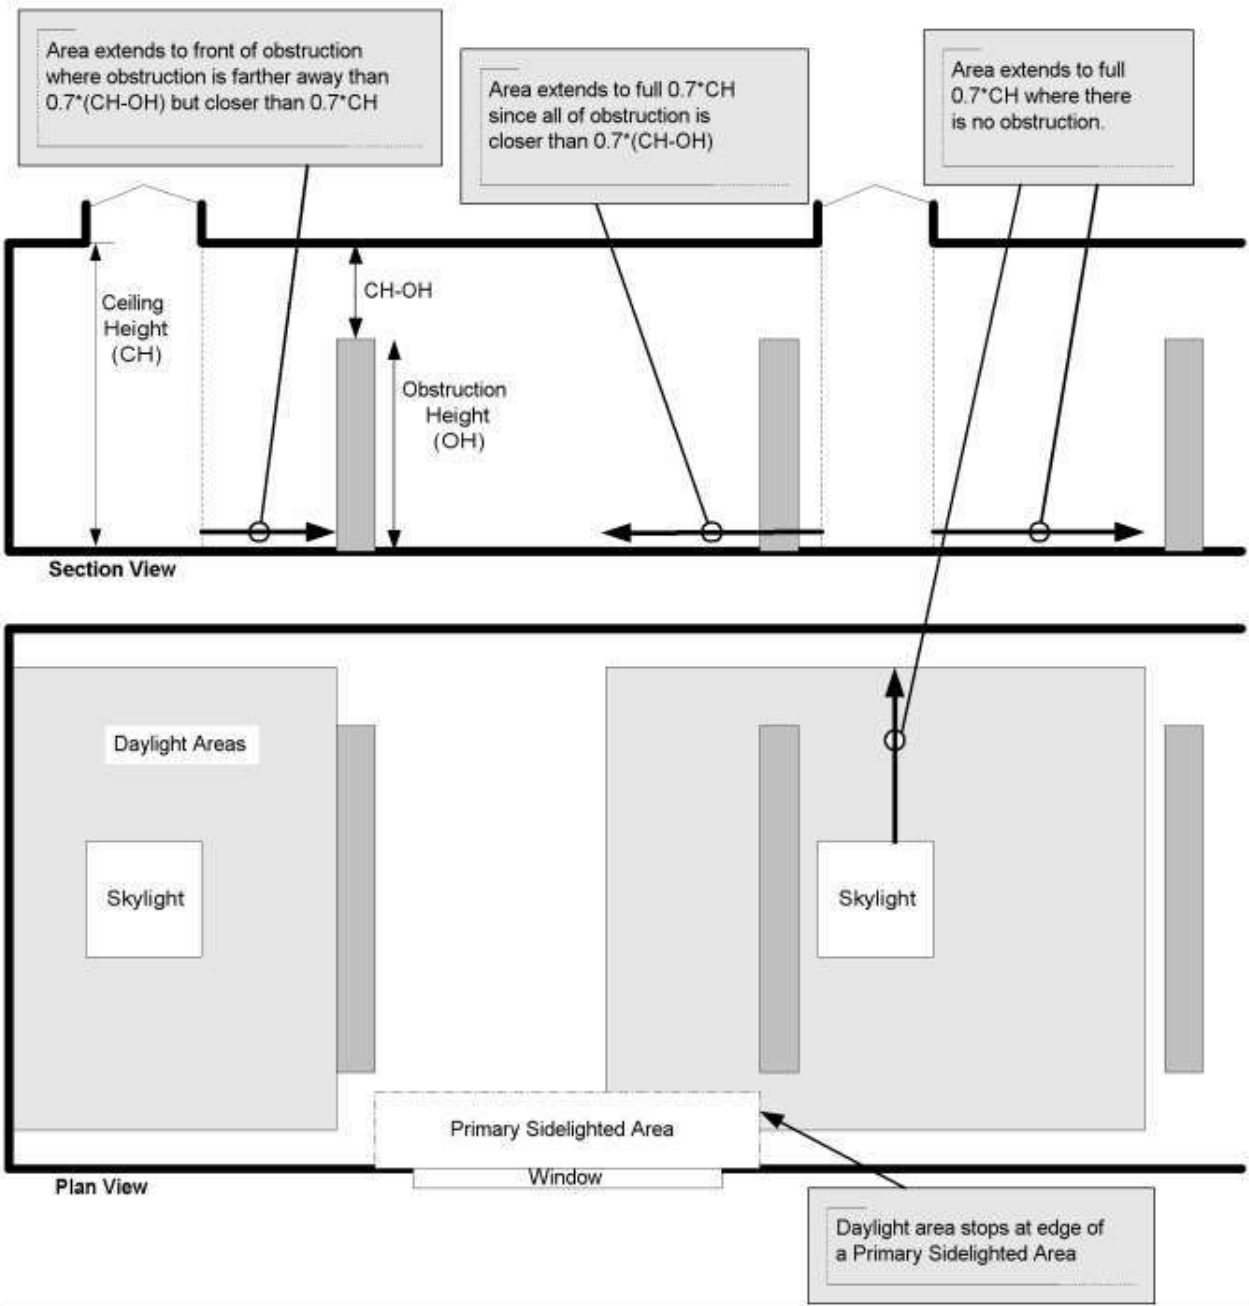 Area extends to front of obstruction
where obstruction is farther away than
0.7*(CH-OH) but closer than 0.7*CH
Area extends to full 0.7*CH
since all of obstruction is
closer than 0.7*(CH-OH)
Area extends to full
0.7*CH where there
is no obstruction.
Ceiling
Height
(CH)
CH-OH
Obstruction
Height
(OH)
Section View
Daylight Areas
Skylight
Skylight
Primary Sidelighted Area
Window
Plan View
Daylight area stops at edge of
a Primary Sidelighted Area